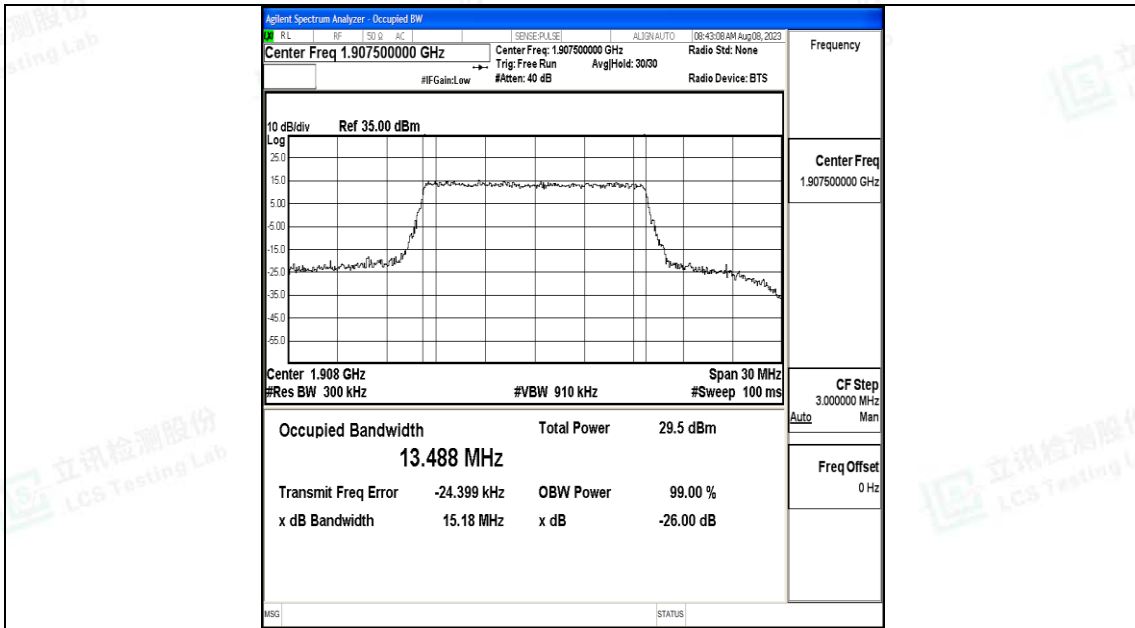 Agilent Spectrum Analyzer - Occupied BW
RL RF 50 Ω AC SENSE:PULSE ALIGN AUTO 08:43:08 AM Aug 08, 2023
Center Freq 1.907500000 GHz
Center Freq: 1.907500000 GHz Radio Std: None
Trig: Free Run Avg|Hold: 30/30
#IFGain:Low #Atten: 40 dB Radio Device: BTS
Frequency
10 dB/div Ref 35.00 dBm
Log
25.0
15.0
5.00
-5.00
-15.0
-25.0
-35.0
-45.0
-55.0
Center Freq
1.907500000 GHz
Center 1.908 GHz Span 30 MHz
#Res BW 300 kHz #VBW 910 kHz #Sweep 100 ms
CF Step
3.000000 MHz
Auto Man
Occupied Bandwidth Total Power 29.5 dBm
13.488 MHz
Transmit Freq Error -24.399 kHz OBW Power 99.00 %
x dB Bandwidth 15.18 MHz x dB -26.00 dB
Freq Offset
0 Hz
MSG STATUS
立讯检测股份
LCS Testing Lab
立讯检测股份